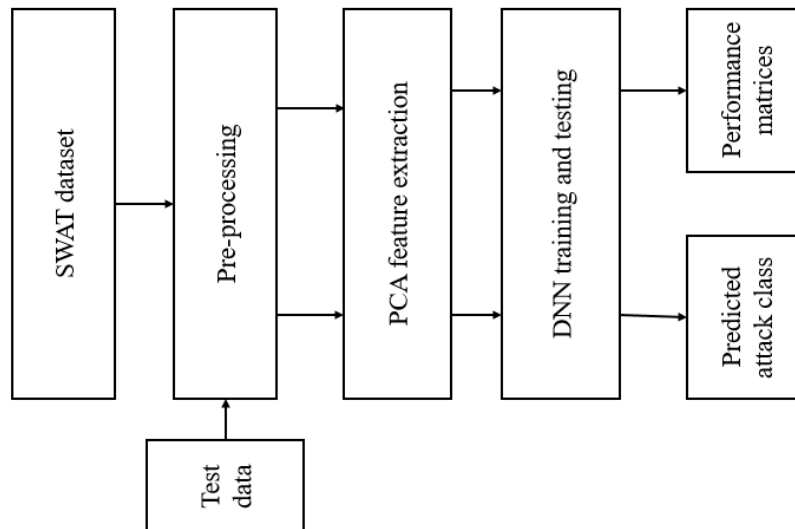 SWAT dataset
Pre-processing
PCA feature extraction
DNN training and testing
Performance
matrices
Predicted
attack class
Test
data